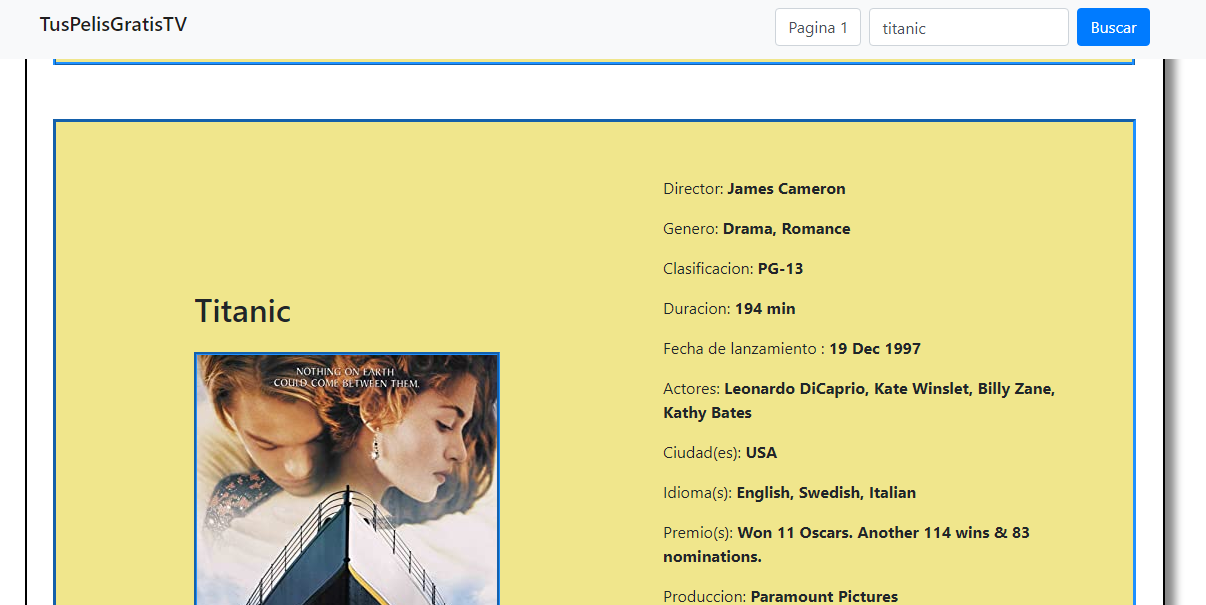 TusPelisGratisTV
Pagina 1
titanic
Buscar
Titanic
NOTHING ON EARTH
COULD COME BETWEEN THEM.
Director: James Cameron
Genero: Drama, Romance
Clasificacion: PG-13
Duracion: 194 min
Fecha de lanzamiento : 19 Dec 1997
Actores: Leonardo DiCaprio, Kate Winslet, Billy Zane,
Kathy Bates
Ciudad(es): USA
Idioma(s): English, Swedish, Italian
Premio(s): Won 11 Oscars. Another 114 wins & 83
nominations.
Produccion: Paramount Pictures